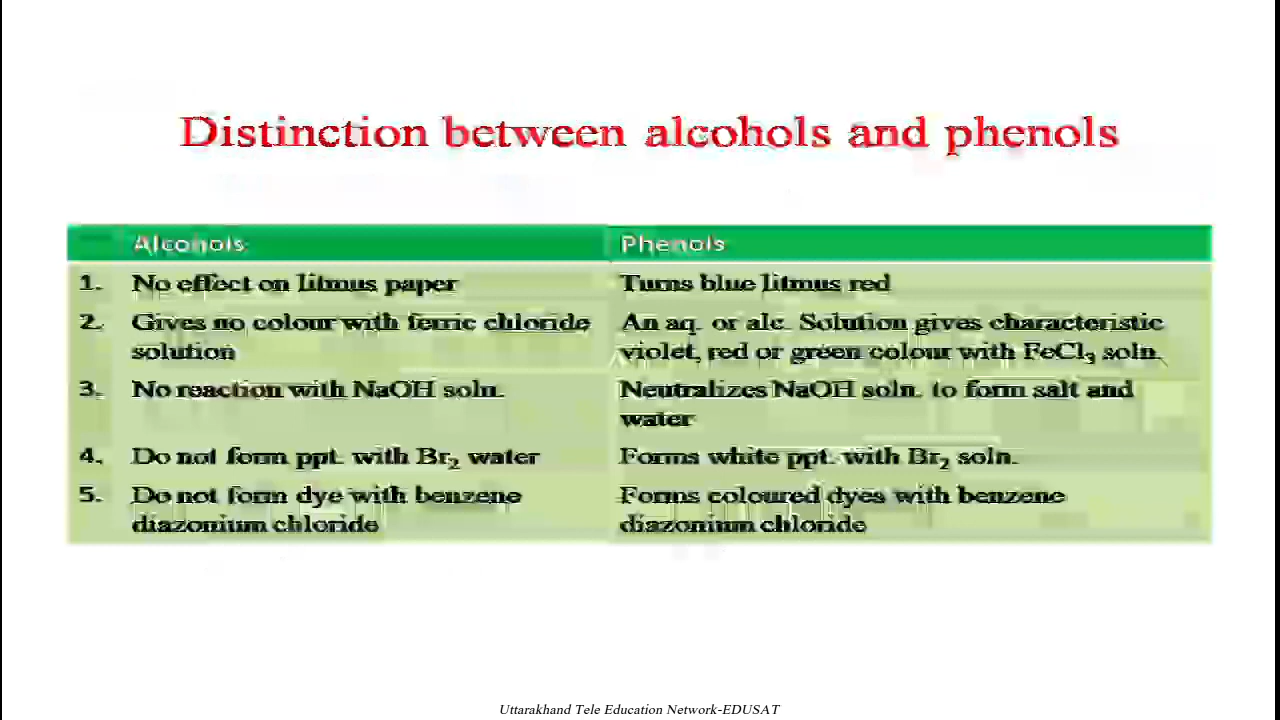 Distinction between alcohols and phenols
Alcohols Phenols
1. No effect on litmus paper Turns blue litmus red
2. Gives no colour with ferric chloride An aq. or alc. Solution gives characteristic
solution violet, red or green colour with FeCl₃ soln.
3. No reaction with NaOH soln. Neutralizes NaOH soln. to form salt and
water
4. Do not form ppt. with Br₂ water Forms white ppt. with Br₂ soln.
5. Do not form dye with benzene Forms coloured dyes with benzene
diazonium chloride diazonium chloride
Uttarakhand Tele Education Network-EDUSAT